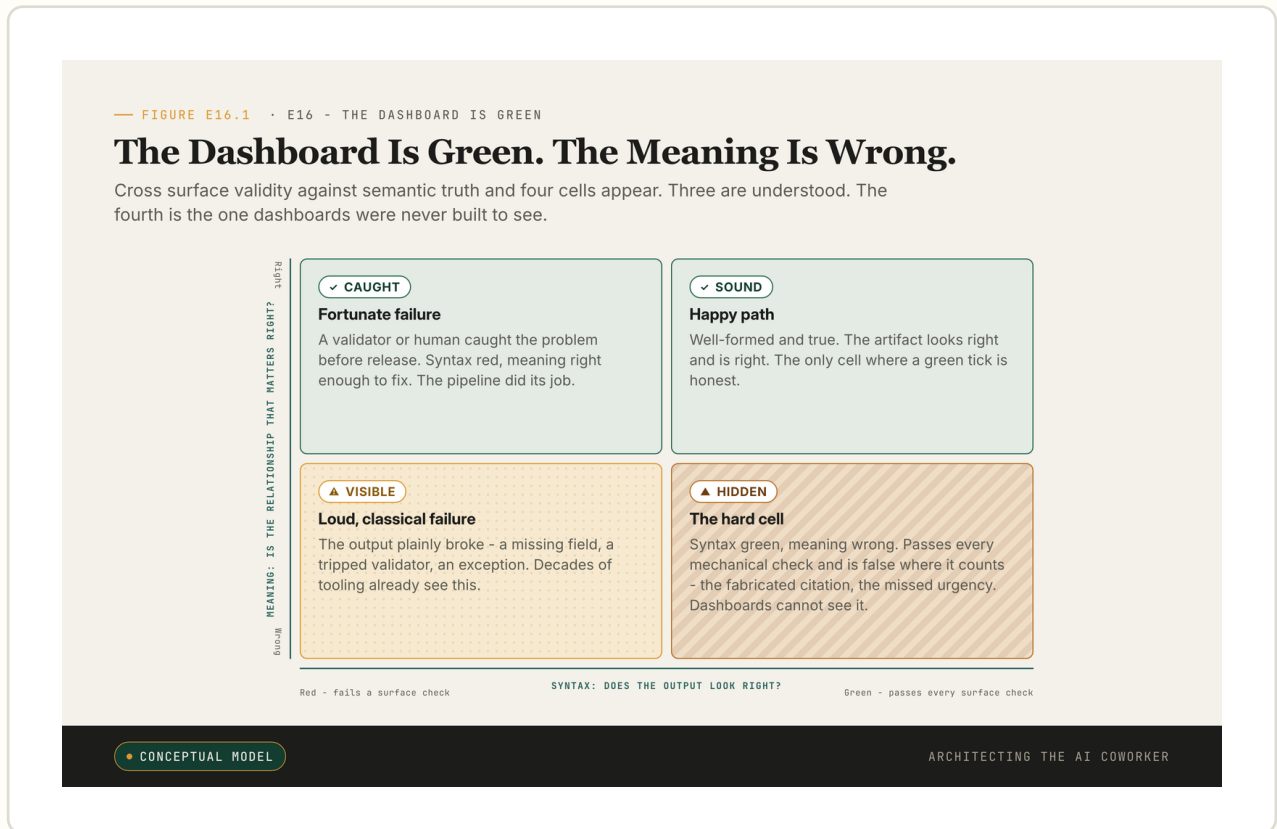 FIGURE E16.1 · E16 - THE DASHBOARD IS GREEN
The Dashboard Is Green. The Meaning Is Wrong.
Cross surface validity against semantic truth and four cells appear. Three are understood. The
fourth is the one dashboards were never built to see.
Right
MEANING: IS THE RELATIONSHIP THAT MATTERS RIGHT?
Wrong
CAUGHT
Fortunate failure
A validator or human caught the problem
before release. Syntax red, meaning right
enough to fix. The pipeline did its job.
SOUND
Happy path
Well-formed and true. The artifact looks right
and is right. The only cell where a green tick is
honest.
VISIBLE
Loud, classical failure
The output plainly broke - a missing field, a
tripped validator, an exception. Decades of
tooling already see this.
HIDDEN
The hard cell
Syntax green, meaning wrong. Passes every
mechanical check and is false where it counts
- the fabricated citation, the missed urgency.
Dashboards cannot see it.
Red - fails a surface check
SYNTAX: DOES THE OUTPUT LOOK RIGHT?
Green - passes every surface check
CONCEPTUAL MODEL
ARCHITECTING THE AI COWORKER